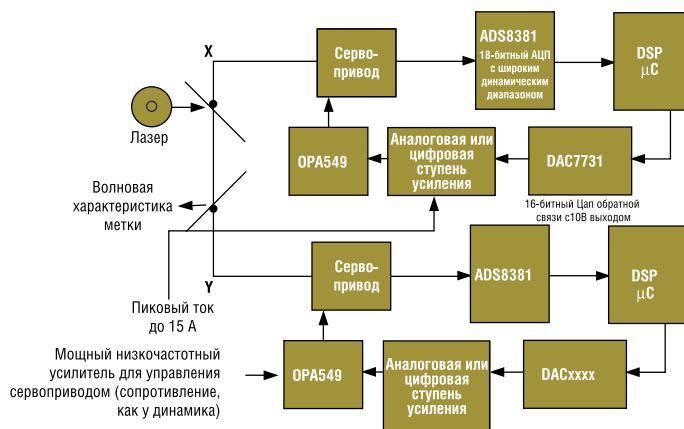 X
Серво-
привод
ADS8381
18-битный АЦП
с широким
динамическим
диапазоном
DSP
μC
Лазер
OPA549
Аналоговая или
цифровая
ступень
усиления
DAC7731
16-битный Цап обратной
связи с10В выходом
Волновая
характеристика
метки
Y
Серво-
привод
ADS8381
DSP
μC
Пиковый ток
до 15 А
Мощный низкочастотный
усилитель для управления
сервоприводом (сопротивление,
как у динамика)
OPA549
Аналоговая или
цифровая
ступень
усиления
DACxxxx